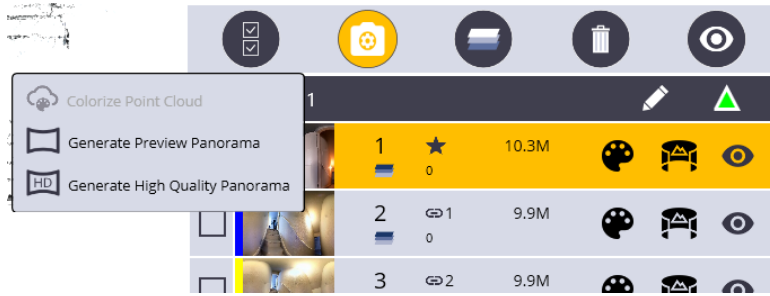 Colorize Point Cloud
1
Generate Preview Panorama
1 10.3M
0
HD Generate High Quality Panorama
2 1 9.9M
0
3 2 9.9M